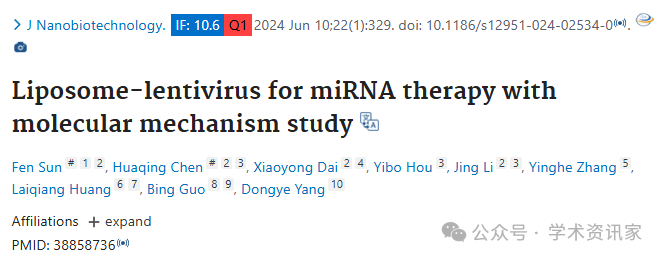 J Nanobiotechnology. IF: 10.6 Q1 2024 Jun 10;22(1):329. doi: 10.1186/s12951-024-02534-0.
Liposome-lentivirus for miRNA therapy with
molecular mechanism study
Fen Sun # 1 2, Huaqing Chen # 2 3, Xiaoyong Dai 2 4, Yibo Hou 3, Jing Li 2 3, Yinghe Zhang 5,
Laiqiang Huang 6 7, Bing Guo 8 9, Dongye Yang 10
Affiliations + expand
PMID: 38858736
公众号 · 学术资讯家